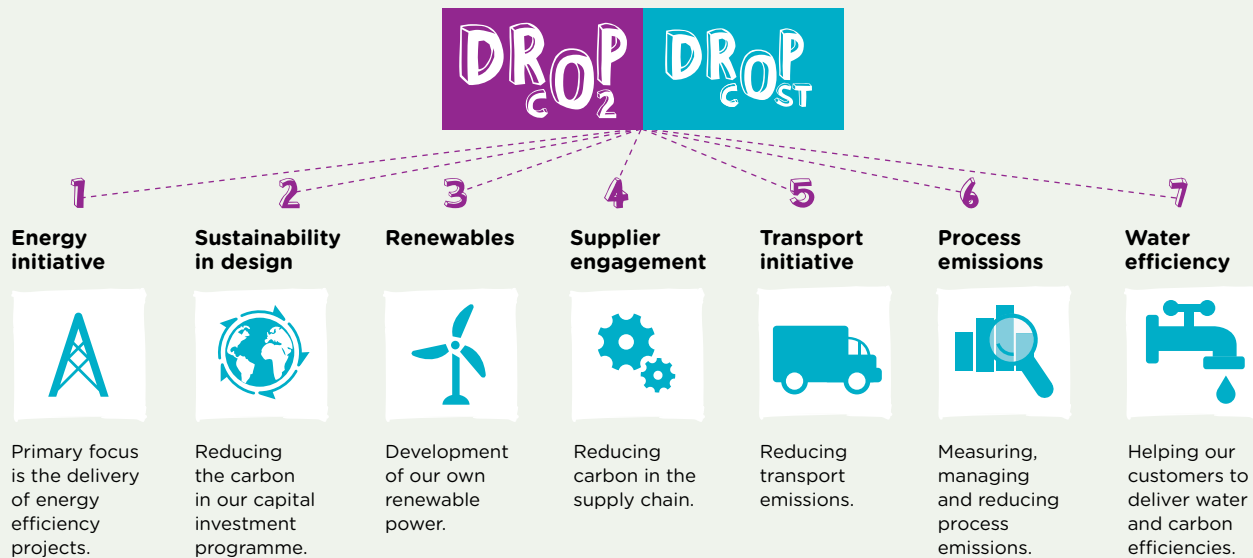 DROP
CO2
DROP
COST
1
2
3
4
5
6
7
Energy
initiative
Sustainability
in design
Renewables
Supplier
engagement
Transport
initiative
Process
emissions
Water
efficiency
Primary focus
is the delivery
of energy
efficiency
projects.
Reducing
the carbon
in our capital
investment
programme.
Development
of our own
renewable
power.
Reducing
carbon in the
supply chain.
Reducing
transport
emissions.
Measuring,
managing
and reducing
process
emissions.
Helping our
customers to
deliver water
and carbon
efficiencies.